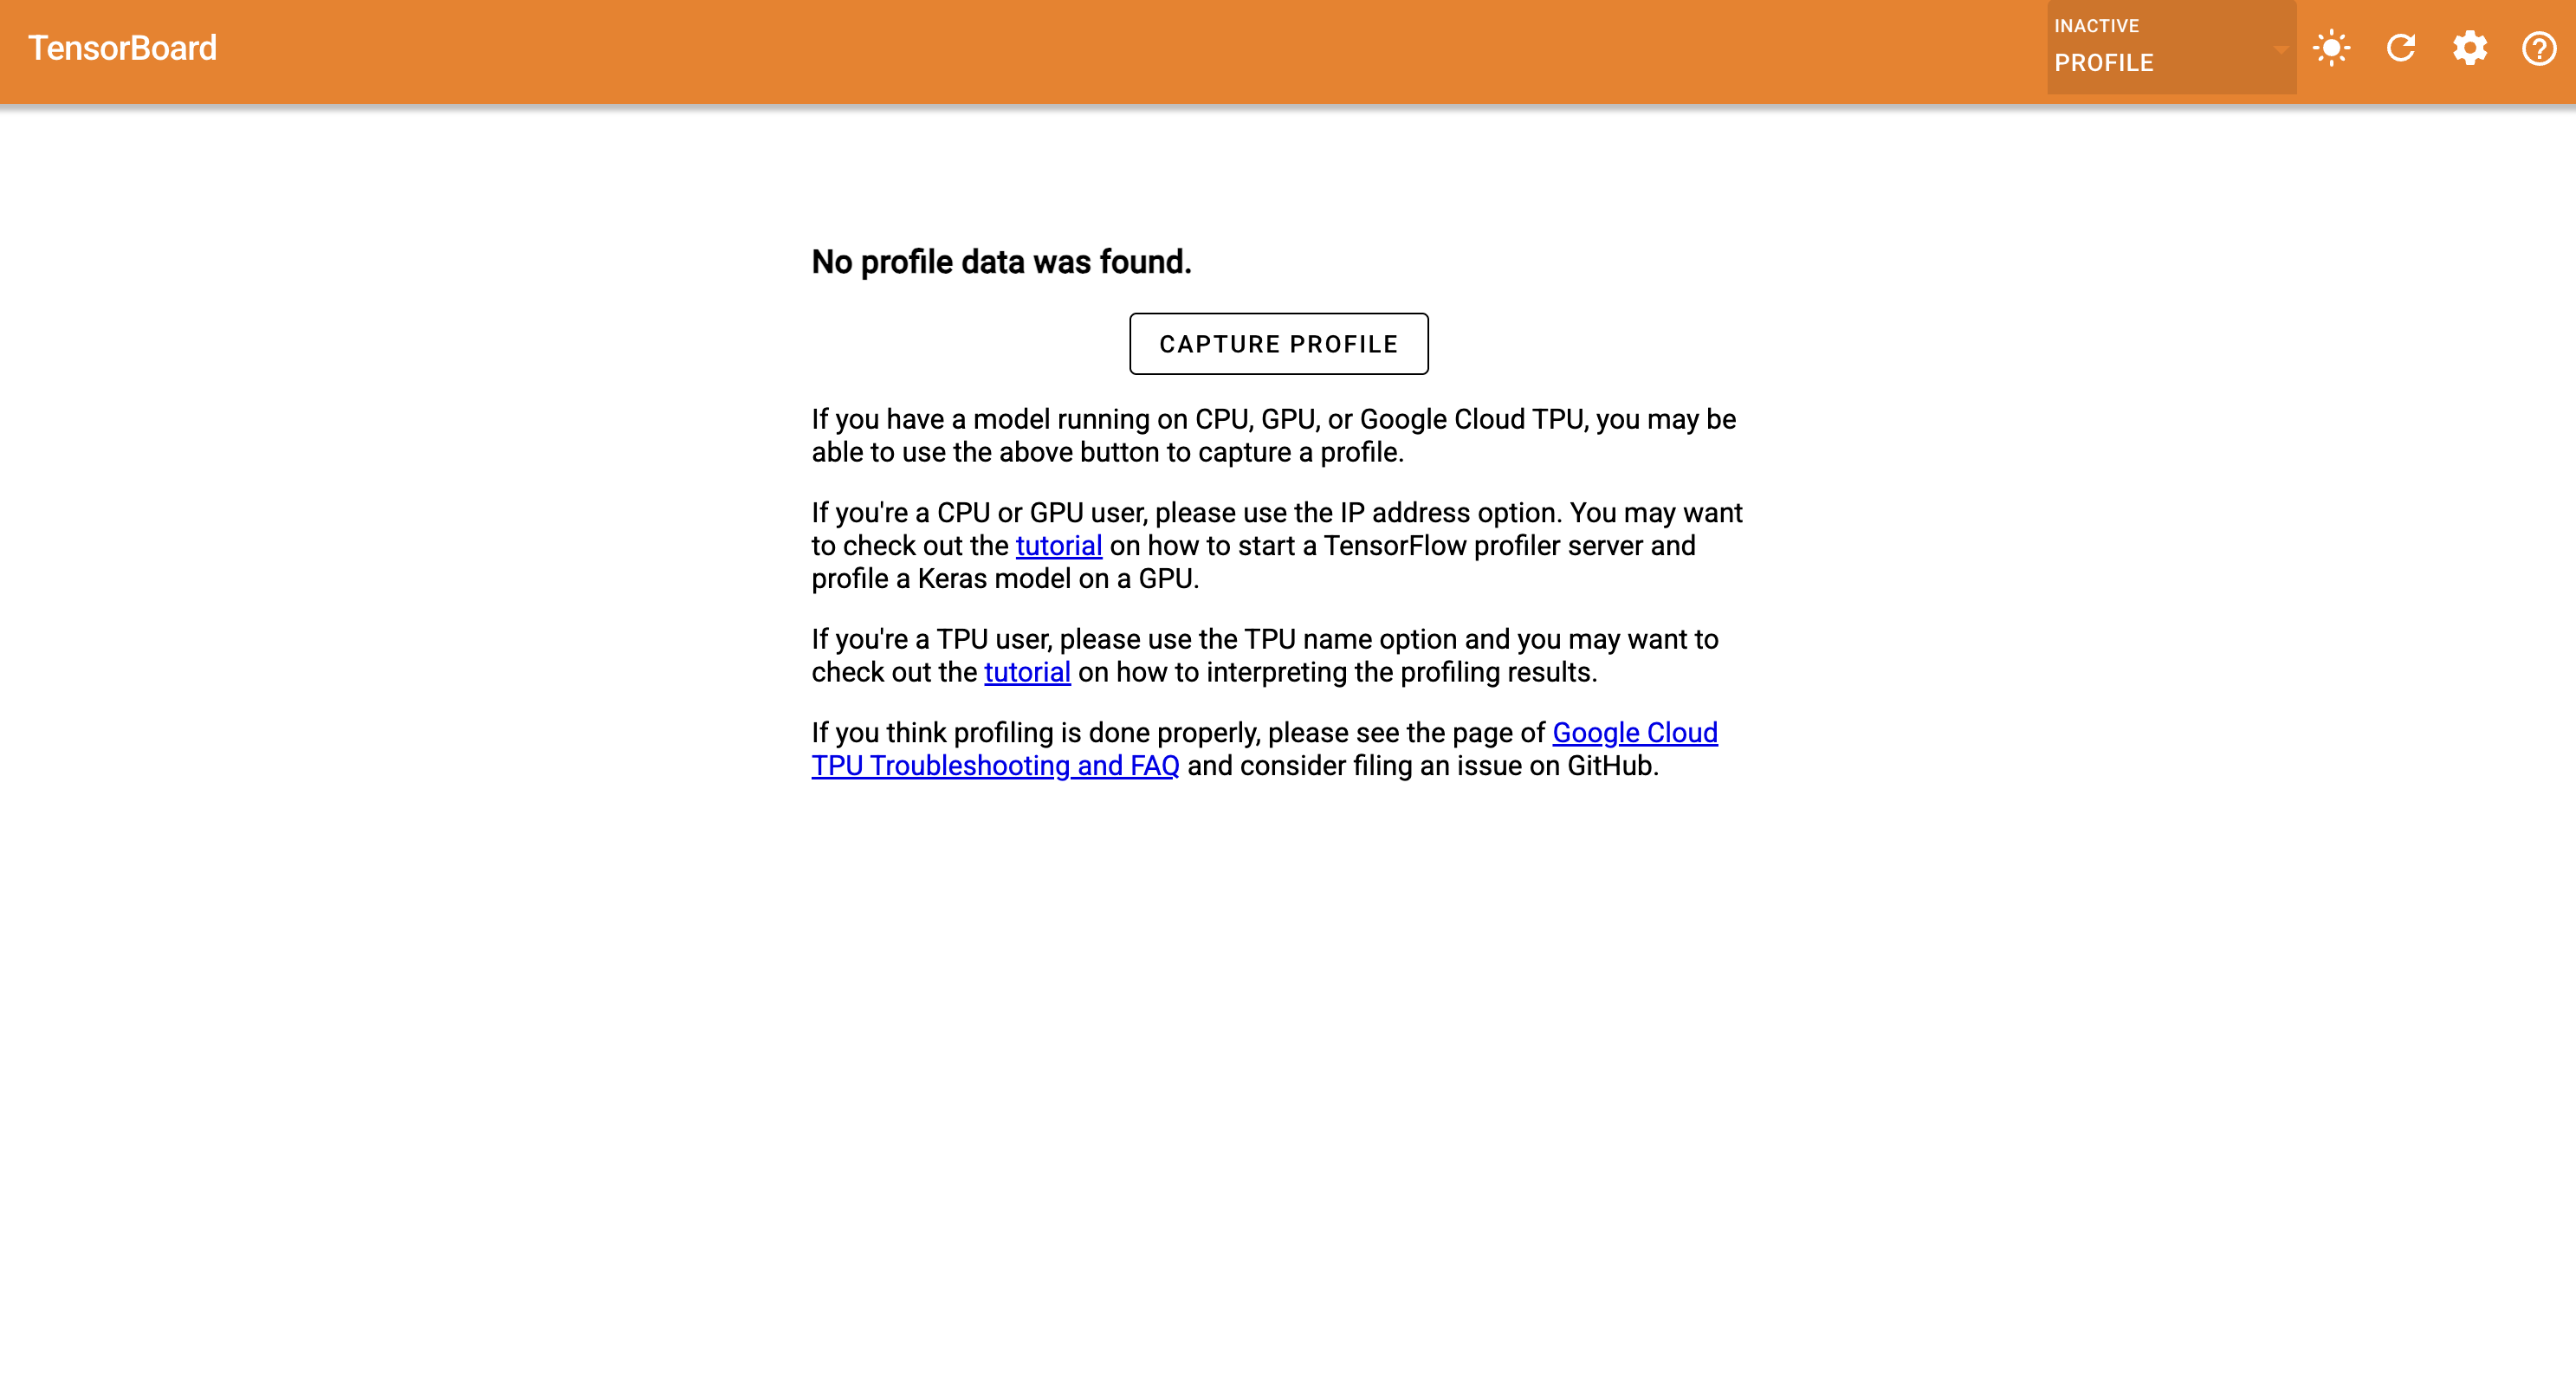 TensorBoard
INACTIVE
PROFILE
No profile data was found.
CAPTURE PROFILE
If you have a model running on CPU, GPU, or Google Cloud TPU, you may be
able to use the above button to capture a profile.
If you're a CPU or GPU user, please use the IP address option. You may want
to check out the tutorial on how to start a TensorFlow profiler server and
profile a Keras model on a GPU.
If you're a TPU user, please use the TPU name option and you may want to
check out the tutorial on how to interpreting the profiling results.
If you think profiling is done properly, please see the page of Google Cloud
TPU Troubleshooting and FAQ and consider filing an issue on GitHub.